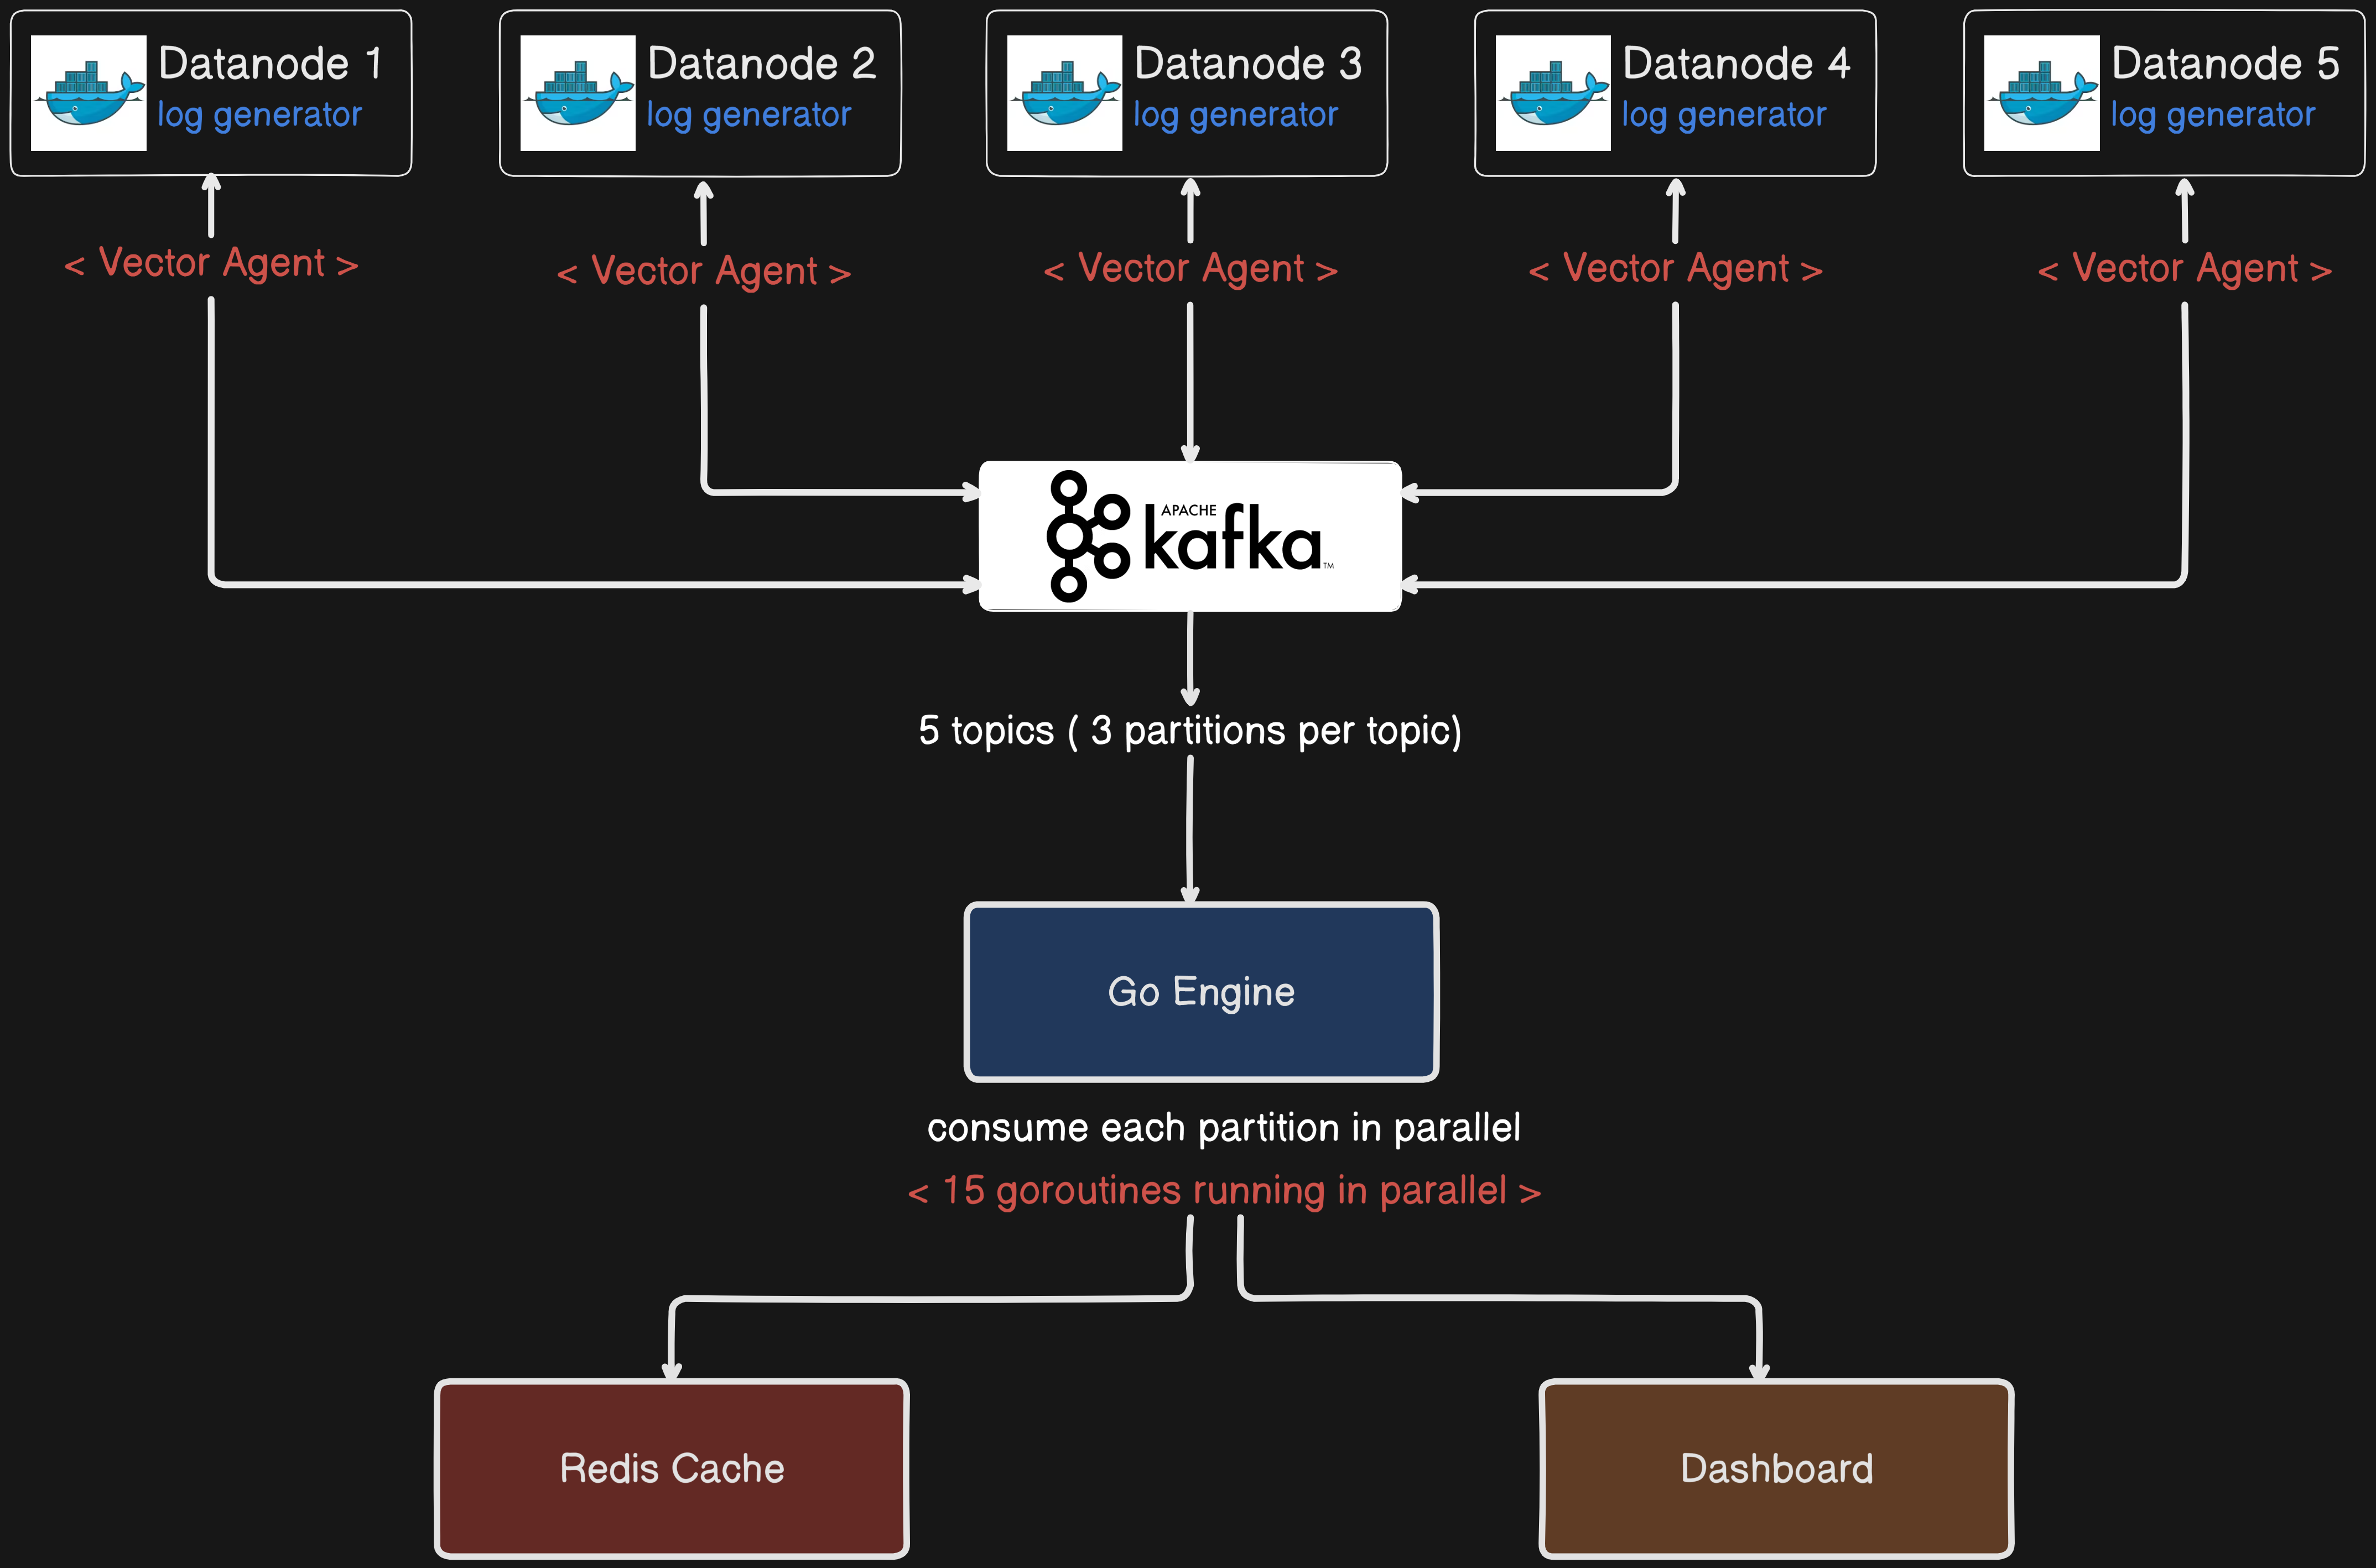 Datanode 1
log generator
Datanode 2
log generator
Datanode 3
log generator
Datanode 4
log generator
Datanode 5
log generator
< Vector Agent >
< Vector Agent >
< Vector Agent >
< Vector Agent >
< Vector Agent >
APACHE
kafka™
5 topics ( 3 partitions per topic)
Go Engine
consume each partition in parallel
< 15 goroutines running in parallel >
Redis Cache
Dashboard